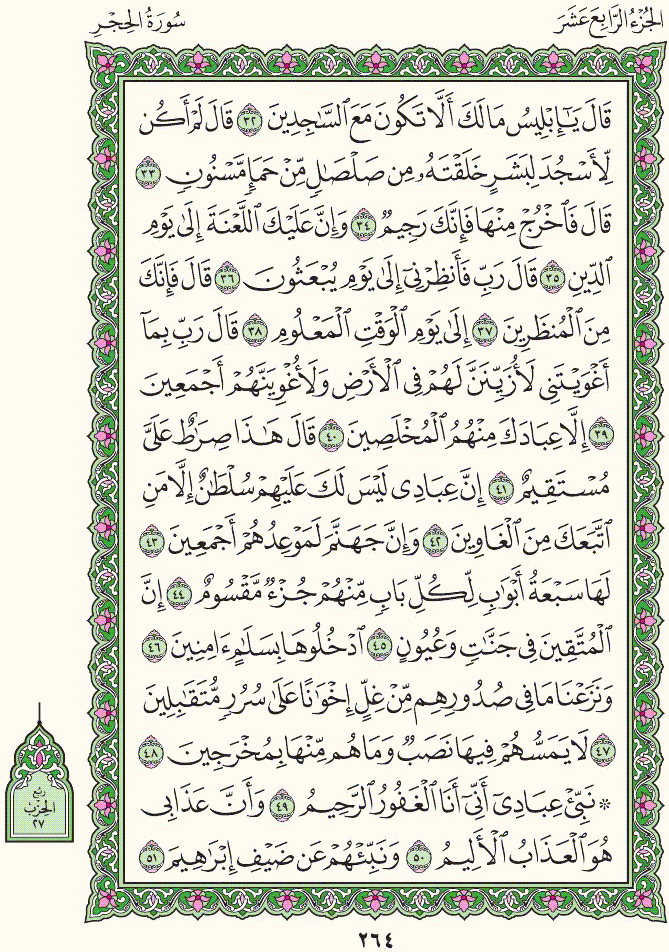 الجُزْءُ الرَّابِعَ عَشَرَ
سُورَةُ الحِجْرِ
قَالَ يَٰٓإِبْلِيسُ مَا لَكَ أَلَّا تَكُونَ مَعَ ٱلسَّٰجِدِينَ ٣٢ قَالَ لَمْ أَكُن
لِّأَسْجُدَ لِبَشَرٍ خَلَقْتَهُۥ مِن صَلْصَٰلٍ مِّنْ حَمَإٍ مَّسْنُونٍ ٣٣
قَالَ فَٱخْرُجْ مِنْهَا فَإِنَّكَ رَجِيمٌ ٣٤ وَإِنَّ عَلَيْكَ ٱللَّعْنَةَ إِلَىٰ يَوْمِ
ٱلدِّينِ ٣٥ قَالَ رَبِّ فَأَنظِرْنِىٓ إِلَىٰ يَوْمِ يُبْعَثُونَ ٣٦ قَالَ فَإِنَّكَ
مِنَ ٱلْمُنظَرِينَ ٣٧ إِلَىٰ يَوْمِ ٱلْوَقْتِ ٱلْمَعْلُومِ ٣٨ قَالَ رَبِّ بِمَآ
أَغْوَيْتَنِى لَأُزَيِّنَنَّ لَهُمْ فِى ٱلْأَرْضِ وَلَأُغْوِيَنَّهُمْ أَجْمَعِينَ
٣٩ إِلَّا عِبَادَكَ مِنْهُمُ ٱلْمُخْلَصِينَ ٤٠ قَالَ هَٰذَا صِرَٰطٌ عَلَىَّ
مُسْتَقِيمٌ ٤١ إِنَّ عِبَادِى لَيْسَ لَكَ عَلَيْهِمْ سُلْطَٰنٌ إِلَّا مَنِ
ٱتَّبَعَكَ مِنَ ٱلْغَاوِينَ ٤٢ وَإِنَّ جَهَنَّمَ لَمَوْعِدُهُمْ أَجْمَعِينَ ٤٣
لَهَا سَبْعَةُ أَبْوَٰبٍ لِّكُلِّ بَابٍ مِّنْهُمْ جُزْءٌ مَّقْسُومٌ ٤٤ إِنَّ
ٱلْمُتَّقِينَ فِى جَنَّٰتٍ وَعُيُونٍ ٤٥ ٱدْخُلُوهَا بِسَلَٰمٍ ءَامِنِينَ ٤٦
وَنَزَعْنَا مَا فِى صُدُورِهِم مِّنْ غِلٍّ إِخْوَٰنًا عَلَىٰ سُرُرٍ مُّتَقَٰبِلِينَ
٤٧ لَا يَمَسُّهُمْ فِيهَا نَصَبٌ وَمَا هُم مِّنْهَا بِمُخْرَجِينَ ٤٨
۞ نَبِّئْ عِبَادِىٓ أَنِّىٓ أَنَا ٱلْغَفُورُ ٱلرَّحِيمُ ٤٩ وَأَنَّ عَذَابِى
هُوَ ٱلْعَذَابُ ٱلْأَلِيمُ ٥٠ وَنَبِّئْهُمْ عَن ضَيْفِ إِبْرَٰهِيمَ ٥١
ربع
الحزب
٢٧
٢٦٤